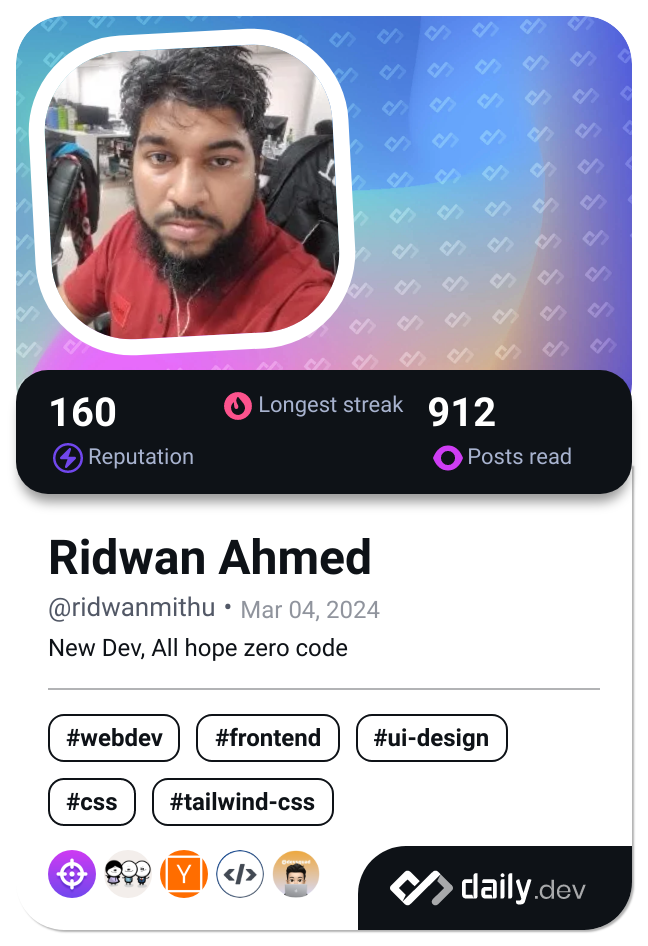 160
Reputation
Longest streak
912
Posts read
Ridwan Ahmed
@ridwanmithu • Mar 04, 2024
New Dev, All hope zero code
#webdev #frontend #ui-design
#css #tailwind-css
Y </>
daily.dev